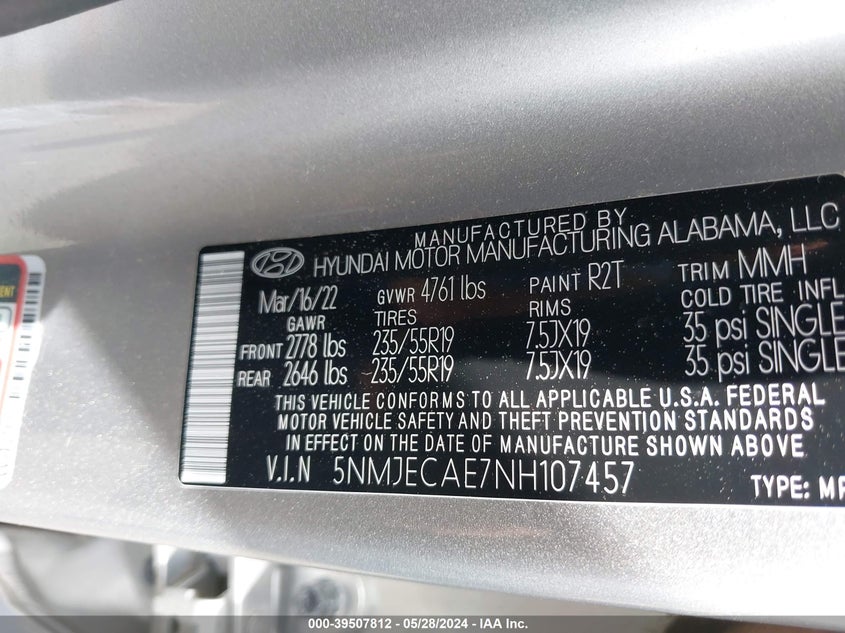 MANUFACTURED BY
HYUNDAI MOTOR MANUFACTURING ALABAMA, LLC
Mar/16/22 GVWR 4761 lbs PAINT R2T TRIM MMH
GAWR TIRES RIMS COLD TIRE INFL
FRONT 2778 lbs 235/55R19 7.5JX19 35 psi SINGLE
REAR 2646 lbs 235/55R19 7.5JX19 35 psi SINGLE
THIS VEHICLE CONFORMS TO ALL APPLICABLE U.S.A. FEDERAL
MOTOR VEHICLE SAFETY AND THEFT PREVENTION STANDARDS
IN EFFECT ON THE DATE OF MANUFACTURE SHOWN ABOVE
V.I.N 5NMJECAE7NH107457
TYPE: MP
000-39507812 - 05/28/2024 - IAA Inc.